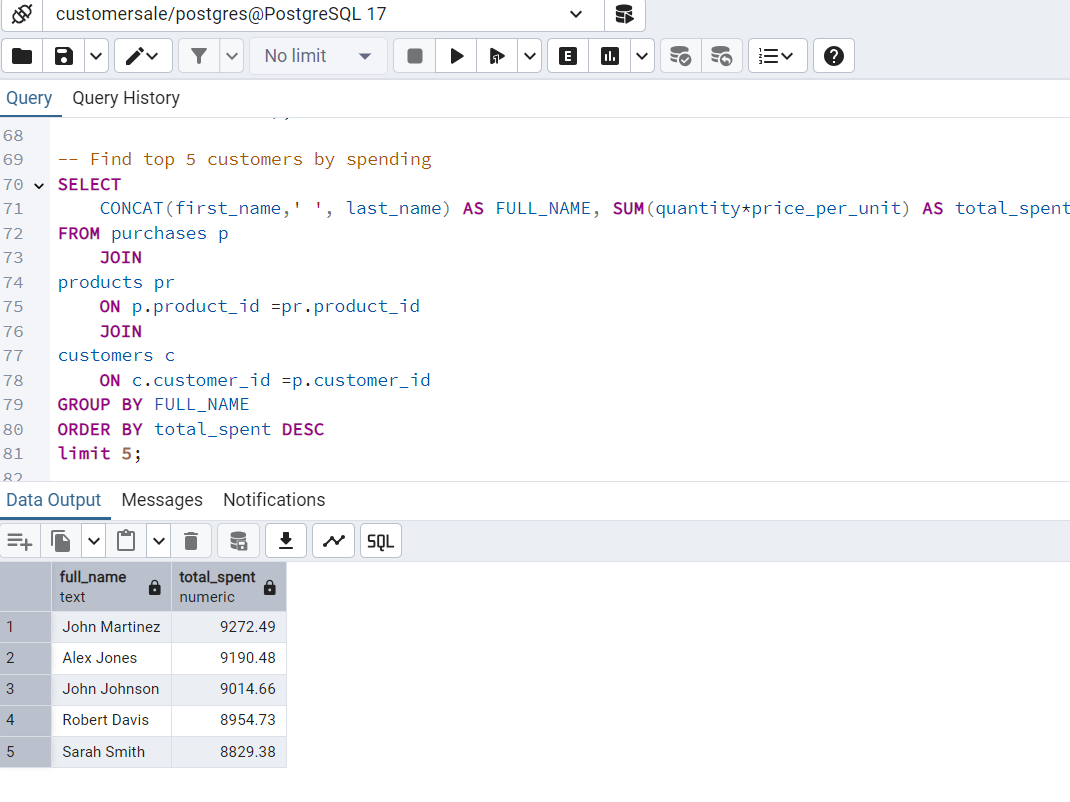 customersale/postgres@PostgreSQL 17
No limit
E
?
Query Query History
68
69 -- Find top 5 customers by spending
70 SELECT
71 CONCAT(first_name,' ', last_name) AS FULL_NAME, SUM(quantity*price_per_unit) AS total_spent
72 FROM purchases p
73 JOIN
74 products pr
75 ON p.product_id =pr.product_id
76 JOIN
77 customers c
78 ON c.customer_id =p.customer_id
79 GROUP BY FULL_NAME
80 ORDER BY total_spent DESC
81 limit 5;
82
Data Output Messages Notifications
SQL
full_name total_spent
text numeric
1 John Martinez 9272.49
2 Alex Jones 9190.48
3 John Johnson 9014.66
4 Robert Davis 8954.73
5 Sarah Smith 8829.38